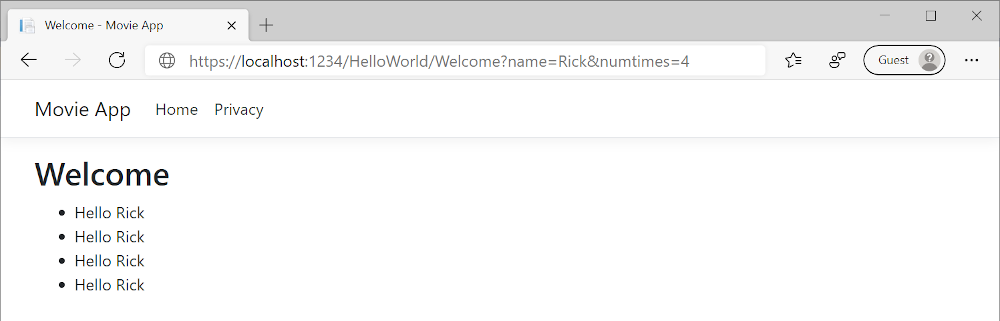 Welcome - Movie App
https://localhost:1234/HelloWorld/Welcome?name=Rick&numtimes=4
Guest
Movie App Home Privacy
Welcome
Hello Rick
Hello Rick
Hello Rick
Hello Rick